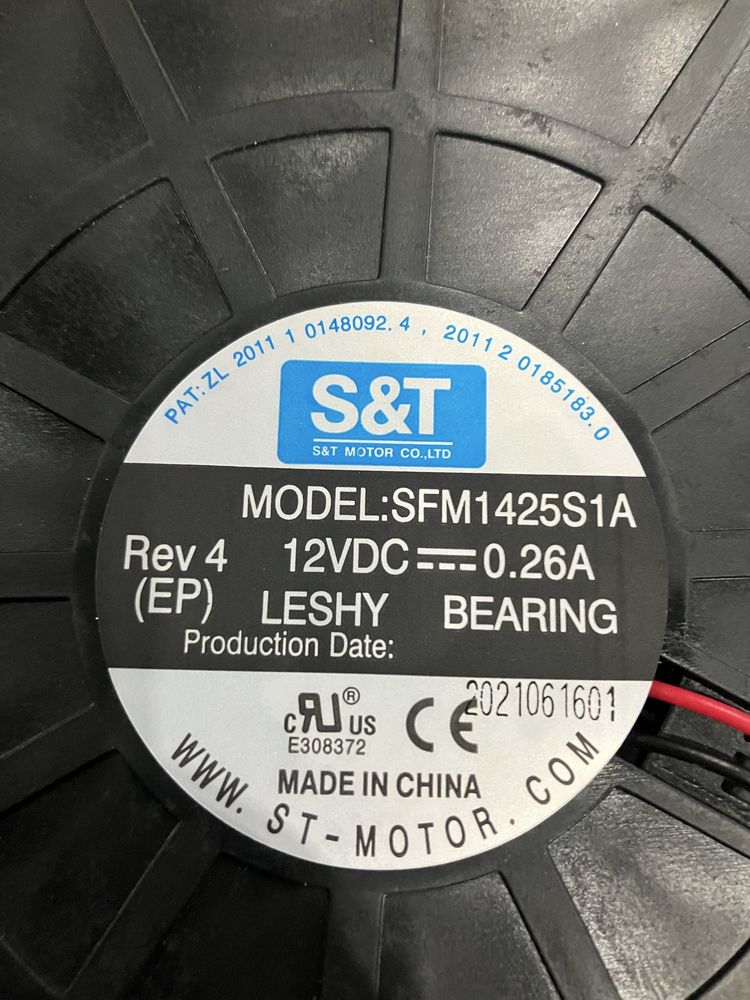 PAT:ZL 2011 1 0148092.4 , 2011 2 0185183.0
S&T
S&T MOTOR CO.,LTD
MODEL:SFM1425S1A
Rev 4 12VDC 0.26A
(EP) LESHY BEARING
Production Date:
2021061601
c RU ® US
E308372
CE
MADE IN CHINA
WWW.ST-MOTOR.COM